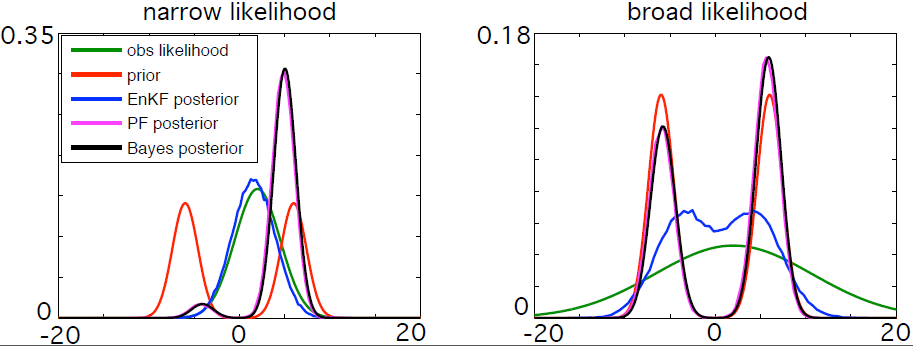 narrow likelihood
0.35
obs likelihood
prior
EnKF posterior
PF posterior
Bayes posterior
0
-20 0 20
broad likelihood
0.18
0
-20 0 20